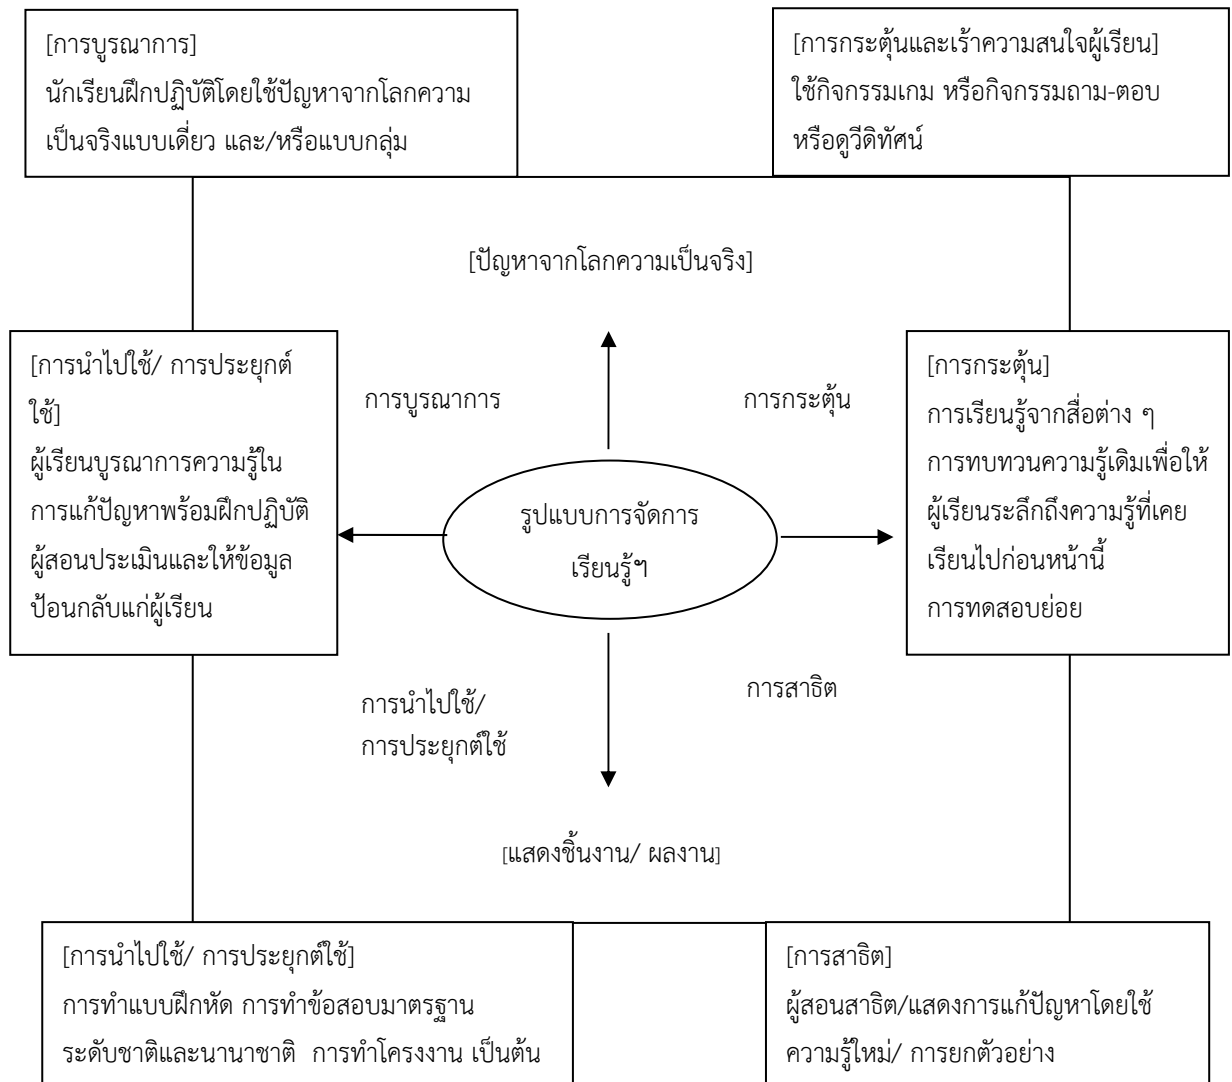 [การบูรณาการ]
นักเรียนฝึกปฏิบัติโดยใช้ปัญหาจากโลกความ
เป็นจริงแบบเดี่ยว และ/หรือแบบกลุ่ม
[การกระตุ้นและเร้าความสนใจผู้เรียน]
ใช้กิจกรรมเกม หรือกิจกรรมถาม-ตอบ
หรือดูวีดิทัศน์
[ปัญหาจากโลกความเป็นจริง]
[การนำไปใช้/ การประยุกต์
ใช้]
ผู้เรียนบูรณาการความรู้ใน
การแก้ปัญหาพร้อมฝึกปฏิบัติ
ผู้สอนประเมินและให้ข้อมูล
ป้อนกลับแก่ผู้เรียน
การบูรณาการ
การกระตุ้น
[การกระตุ้น]
การเรียนรู้จากสื่อต่าง ๆ
การทบทวนความรู้เดิมเพื่อให้
ผู้เรียนระลึกถึงความรู้ที่เคย
เรียนไปก่อนหน้านี้
การทดสอบย่อย
รูปแบบการจัดการ
เรียนรู้ฯ
การนำไปใช้/
การประยุกต์ใช้
การสาธิต
[แสดงชิ้นงาน/ ผลงาน]
[การนำไปใช้/ การประยุกต์ใช้]
การทำแบบฝึกหัด การทำข้อสอบมาตรฐาน
ระดับชาติและนานาชาติ  การทำโครงงาน เป็นต้น
[การสาธิต]
ผู้สอนสาธิต/แสดงการแก้ปัญหาโดยใช้
ความรู้ใหม่/ การยกตัวอย่าง